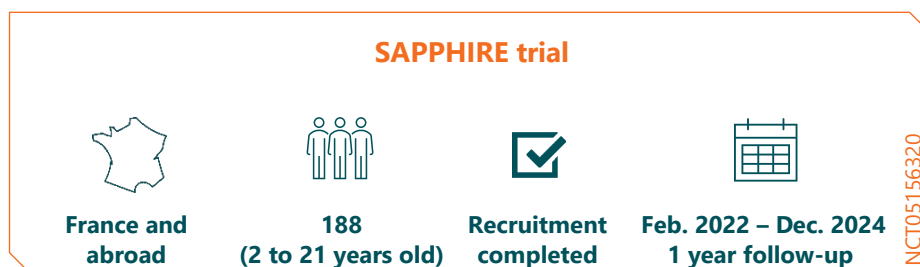 SAPPHIRE trial
France and
abroad
188
(2 to 21 years old)
Recruitment
completed
Feb. 2022 – Dec. 2024
1 year follow-up
NCT05156320